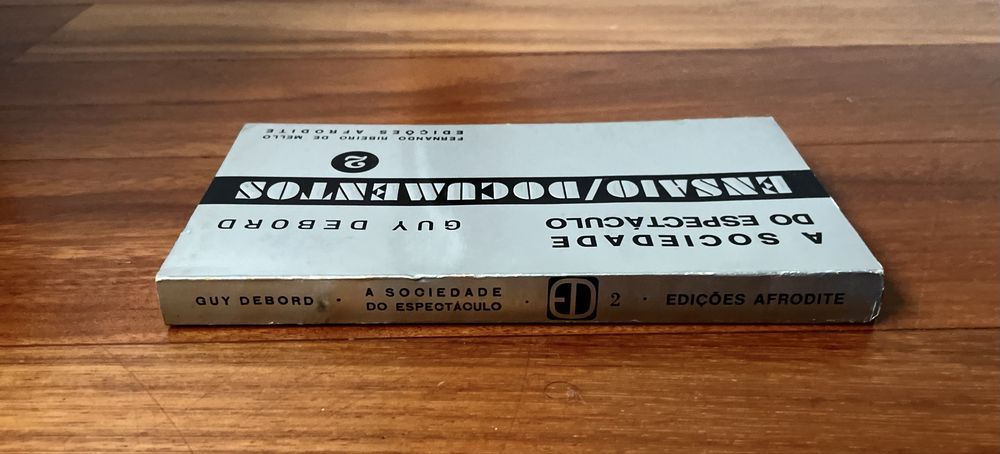 A SOCIEDADE
DO ESPECTÁCULO
GUY DEBORD
ENSAIO/DOCUMENTOS
2
FERNANDO RIBEIRO DE MELLO
EDIÇÕES AFRODITE
GUY DEBORD · A SOCIEDADE
DO ESPECTÁCULO · ED 2 · EDIÇÕES AFRODITE